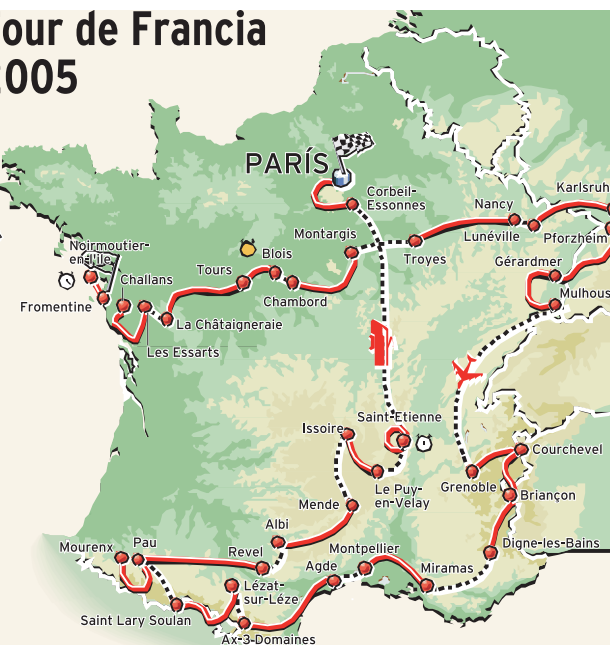 our de Francia
2005
PARÍS
Corbeil-
Essonnes
Karlsruh
Nancy
Lunéville
Pforzheim
Montargis
Troyes
Gérardmer
Noirmoutier-
en-l'île
Blois
Tours
Challans
Chambord
Mulhous
Fromentine
La Châtaigneraie
Les Essarts
Saint-Etienne
Issoire
Courchevel
Grenoble
Le Puy-
en-Velay
Briançon
Mende
Albi
Mourenx
Pau
Revel
Montpellier
Digne-les-Bains
Agde
Miramas
Lézat-
sur-Lèze
Saint Lary Soulan
Ax-3-Domaines